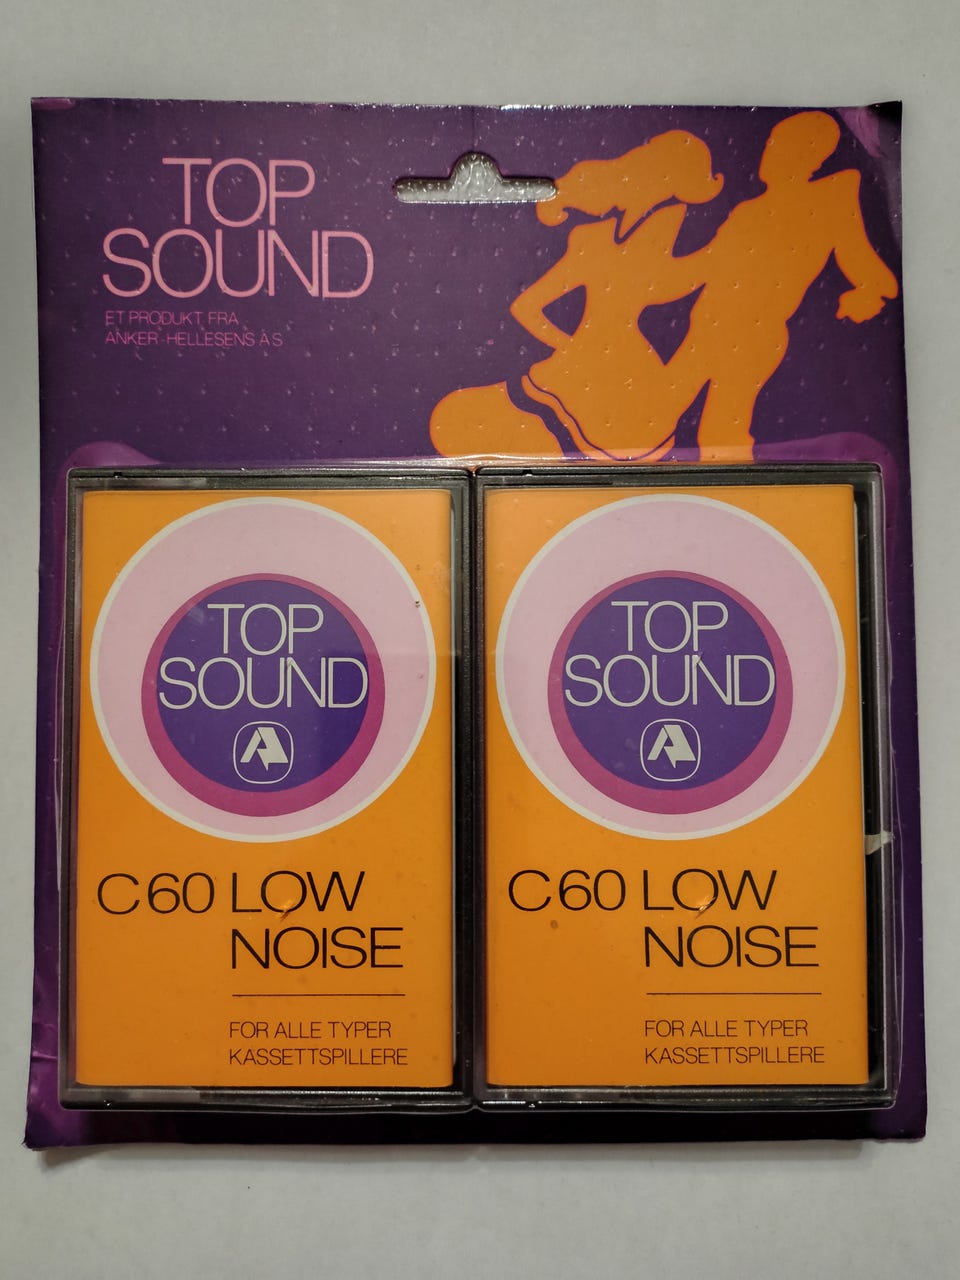 TOP
SOUND
ET PRODUKT FRA
ANKER-HELLESENS A S
TOP
SOUND
C60 LOW
NOISE
FOR ALLE TYPER
KASSETTSPILLERE
TOP
SOUND
C60 LOW
NOISE
FOR ALLE TYPER
KASSETTSPILLERE